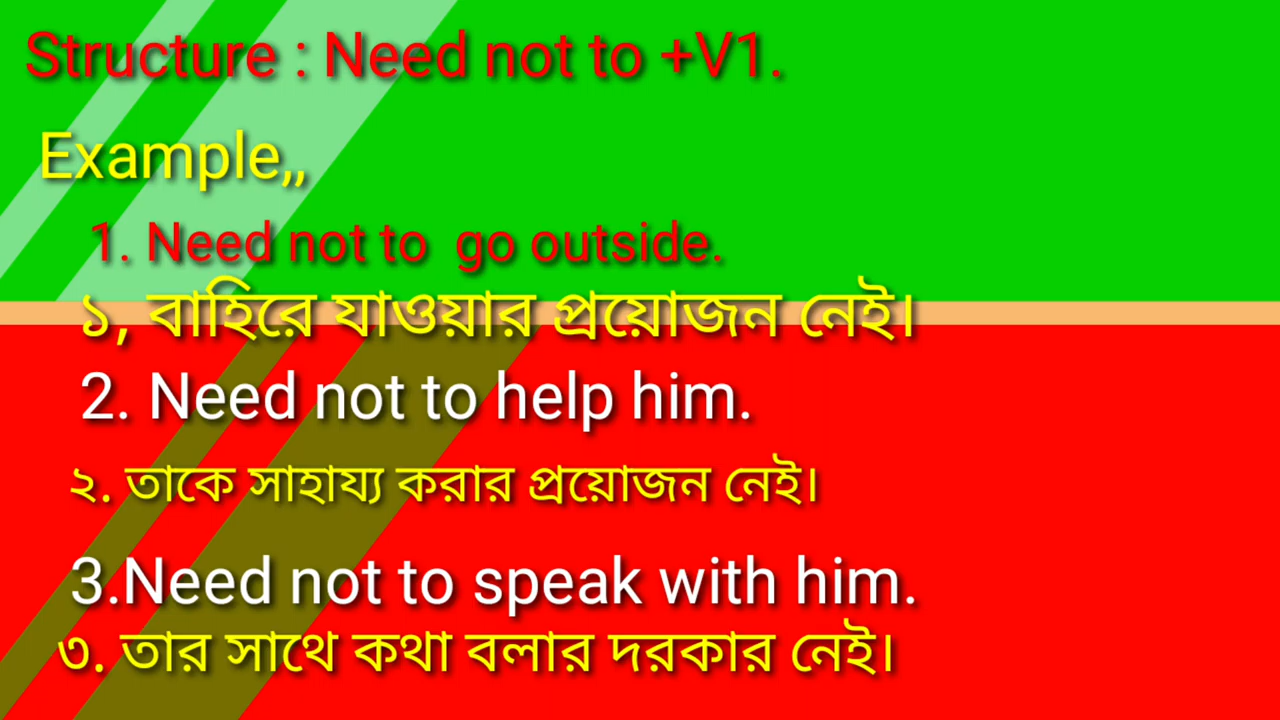 Structure : Need not to +V1.
Example,,
1. Need not to go outside.
১, বাহিরে যাওয়ার প্রয়োজন নেই।
2. Need not to help him.
২. তাকে সাহায্য করার প্রয়োজন নেই।
3.Need not to speak with him.
৩. তার সাথে কথা বলার দরকার নেই।